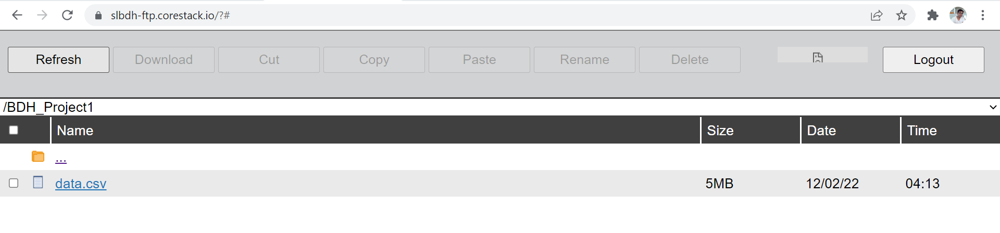 slbdh-ftp.corestack.io/?#
Refresh Download Cut Copy Paste Rename Delete Logout
/BDH_Project1
Name Size Date Time
...
data.csv 5MB 12/02/22 04:13